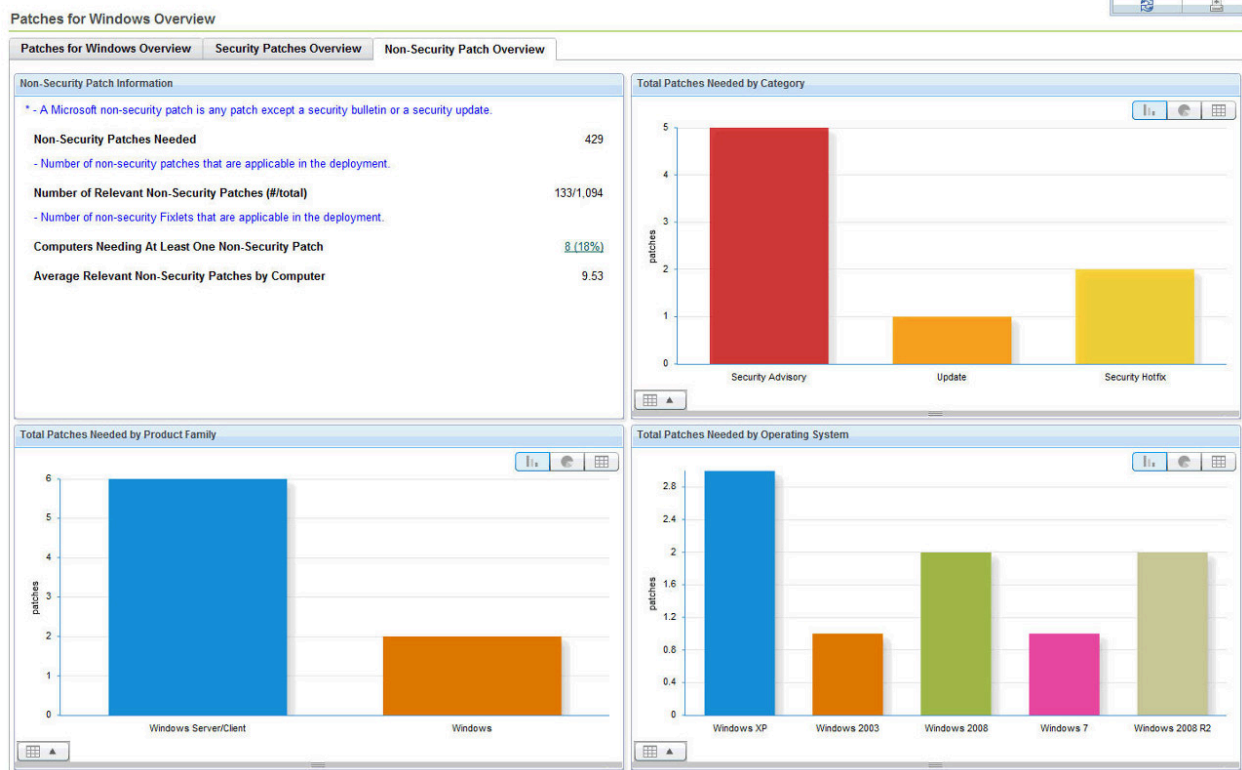 Patches for Windows Overview
Patches for Windows Overview Security Patches Overview Non-Security Patch Overview
Non-Security Patch Information
* - A Microsoft non-security patch is any patch except a security bulletin or a security update.
Non-Security Patches Needed 429
- Number of non-security patches that are applicable in the deployment.
Number of Relevant Non-Security Patches (#/total) 133/1,094
- Number of non-security Fixlets that are applicable in the deployment.
Computers Needing At Least One Non-Security Patch 8 (18%)
Average Relevant Non-Security Patches by Computer 9.53
Total Patches Needed by Category
5
4
3
2
1
0
patches
Security Advisory Update Security Hotfix
Total Patches Needed by Product Family
6
5
4
3
2
1
0
patches
Windows Server/Client Windows
Total Patches Needed by Operating System
2.8
2.4
2
1.6
1.2
0.8
0.4
0
patches
Windows XP Windows 2003 Windows 2008 Windows 7 Windows 2008 R2